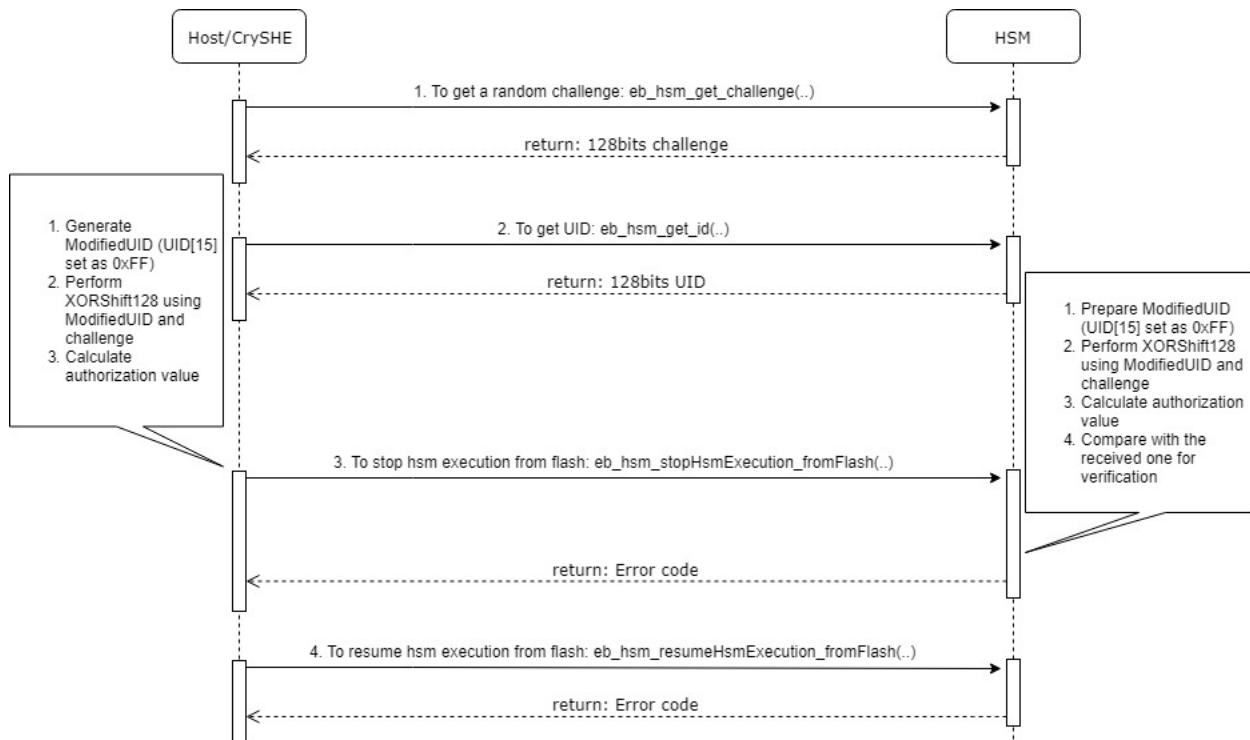 Host/CrySHE
HSM
1. To get a random challenge: eb_hsm_get_challenge(..)
return: 128bits challenge
1. Generate
ModifiedUID (UID[15]
set as 0xFF)
2. Perform
XORShift128 using
ModifiedUID and
challenge
3. Calculate
authorization value
2. To get UID: eb_hsm_get_id(..)
return: 128bits UID
1. Prepare ModifiedUID
(UID[15] set as 0xFF)
2. Perform XORShift128
using ModifiedUID and
challenge
3. Calculate authorization
value
4. Compare with the
received one for
verification
3. To stop hsm execution from flash: eb_hsm_stopHsmExecution_fromFlash(..)
return: Error code
4. To resume hsm execution from flash: eb_hsm_resumeHsmExecution_fromFlash(..)
return: Error code